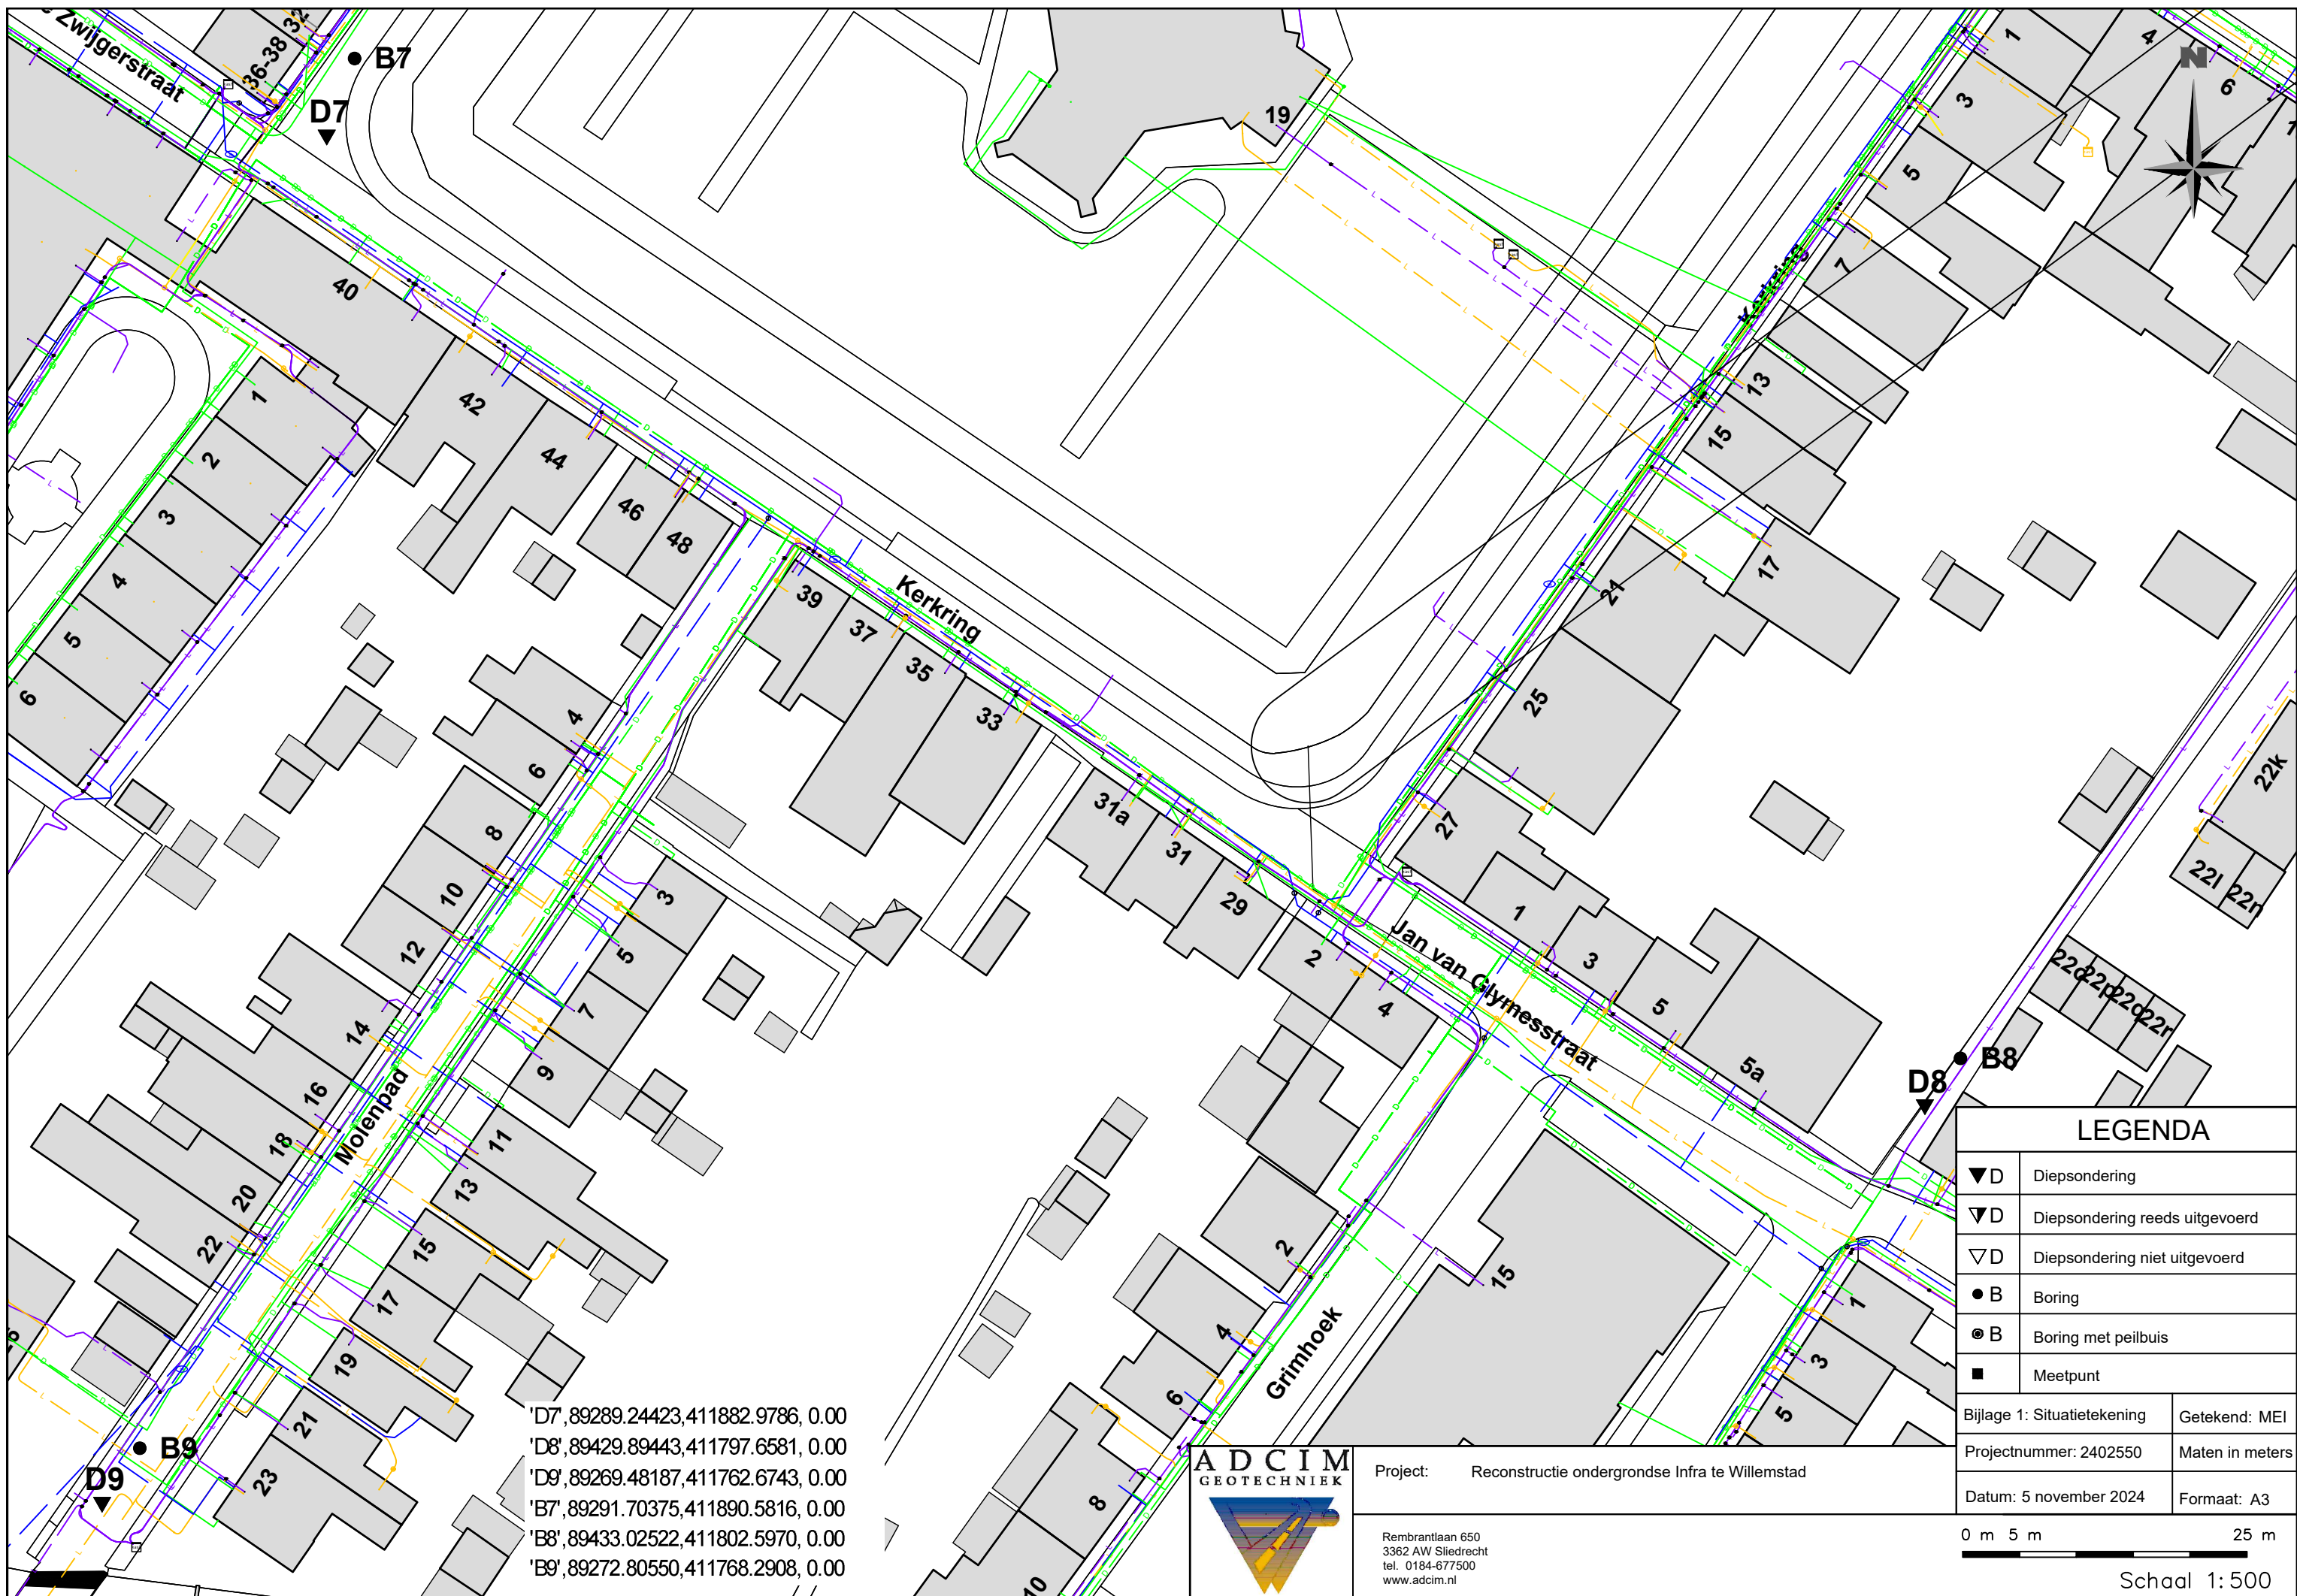 Zwijgerstraat
32
36-38
B7
D7
19
N
1
3
5
7
4
6
1
Kerkring
13
15
17
21
25
27
40
42
44
46
48
1
2
3
4
5
6
39
37
35
33
31a
31
29
Kerkring
4
6
8
10
12
14
16
18
20
22
Molenpad
3
5
7
9
11
13
15
17
19
21
23
1
3
5
5a
Jan van Glymesstraat
2
4
2
4
6
8
10
Grimhoek
15
1
3
5
22k
22l
22n
22o
22p
22q
22r
B8
D8
B9
D9
'D7',89289.24423,411882.9786, 0.00
'D8',89429.89443,411797.6581, 0.00
'D9',89269.48187,411762.6743, 0.00
'B7',89291.70375,411890.5816, 0.00
'B8',89433.02522,411802.5970, 0.00
'B9',89272.80550,411768.2908, 0.00
ADCIM
GEOTECHNIEK
Project: Reconstructie ondergrondse Infra te Willemstad
Rembrantlaan 650
3362 AW Sliedrecht
tel. 0184-677500
www.adcim.nl
LEGENDA
D Diepsondering
D Diepsondering reeds uitgevoerd
D Diepsondering niet uitgevoerd
B Boring
B Boring met peilbuis
Meetpunt
Bijlage 1: Situatietekening
Getekend: MEI
Projectnummer: 2402550
Maten in meters
Datum: 5 november 2024
Formaat: A3
0 m 5 m 25 m
Schaal 1:500